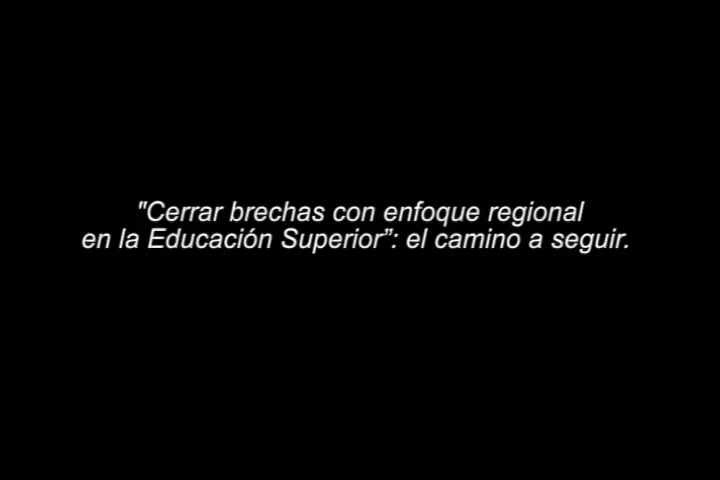 "Cerrar brechas con enfoque regional
en la Educación Superior”: el camino a seguir.